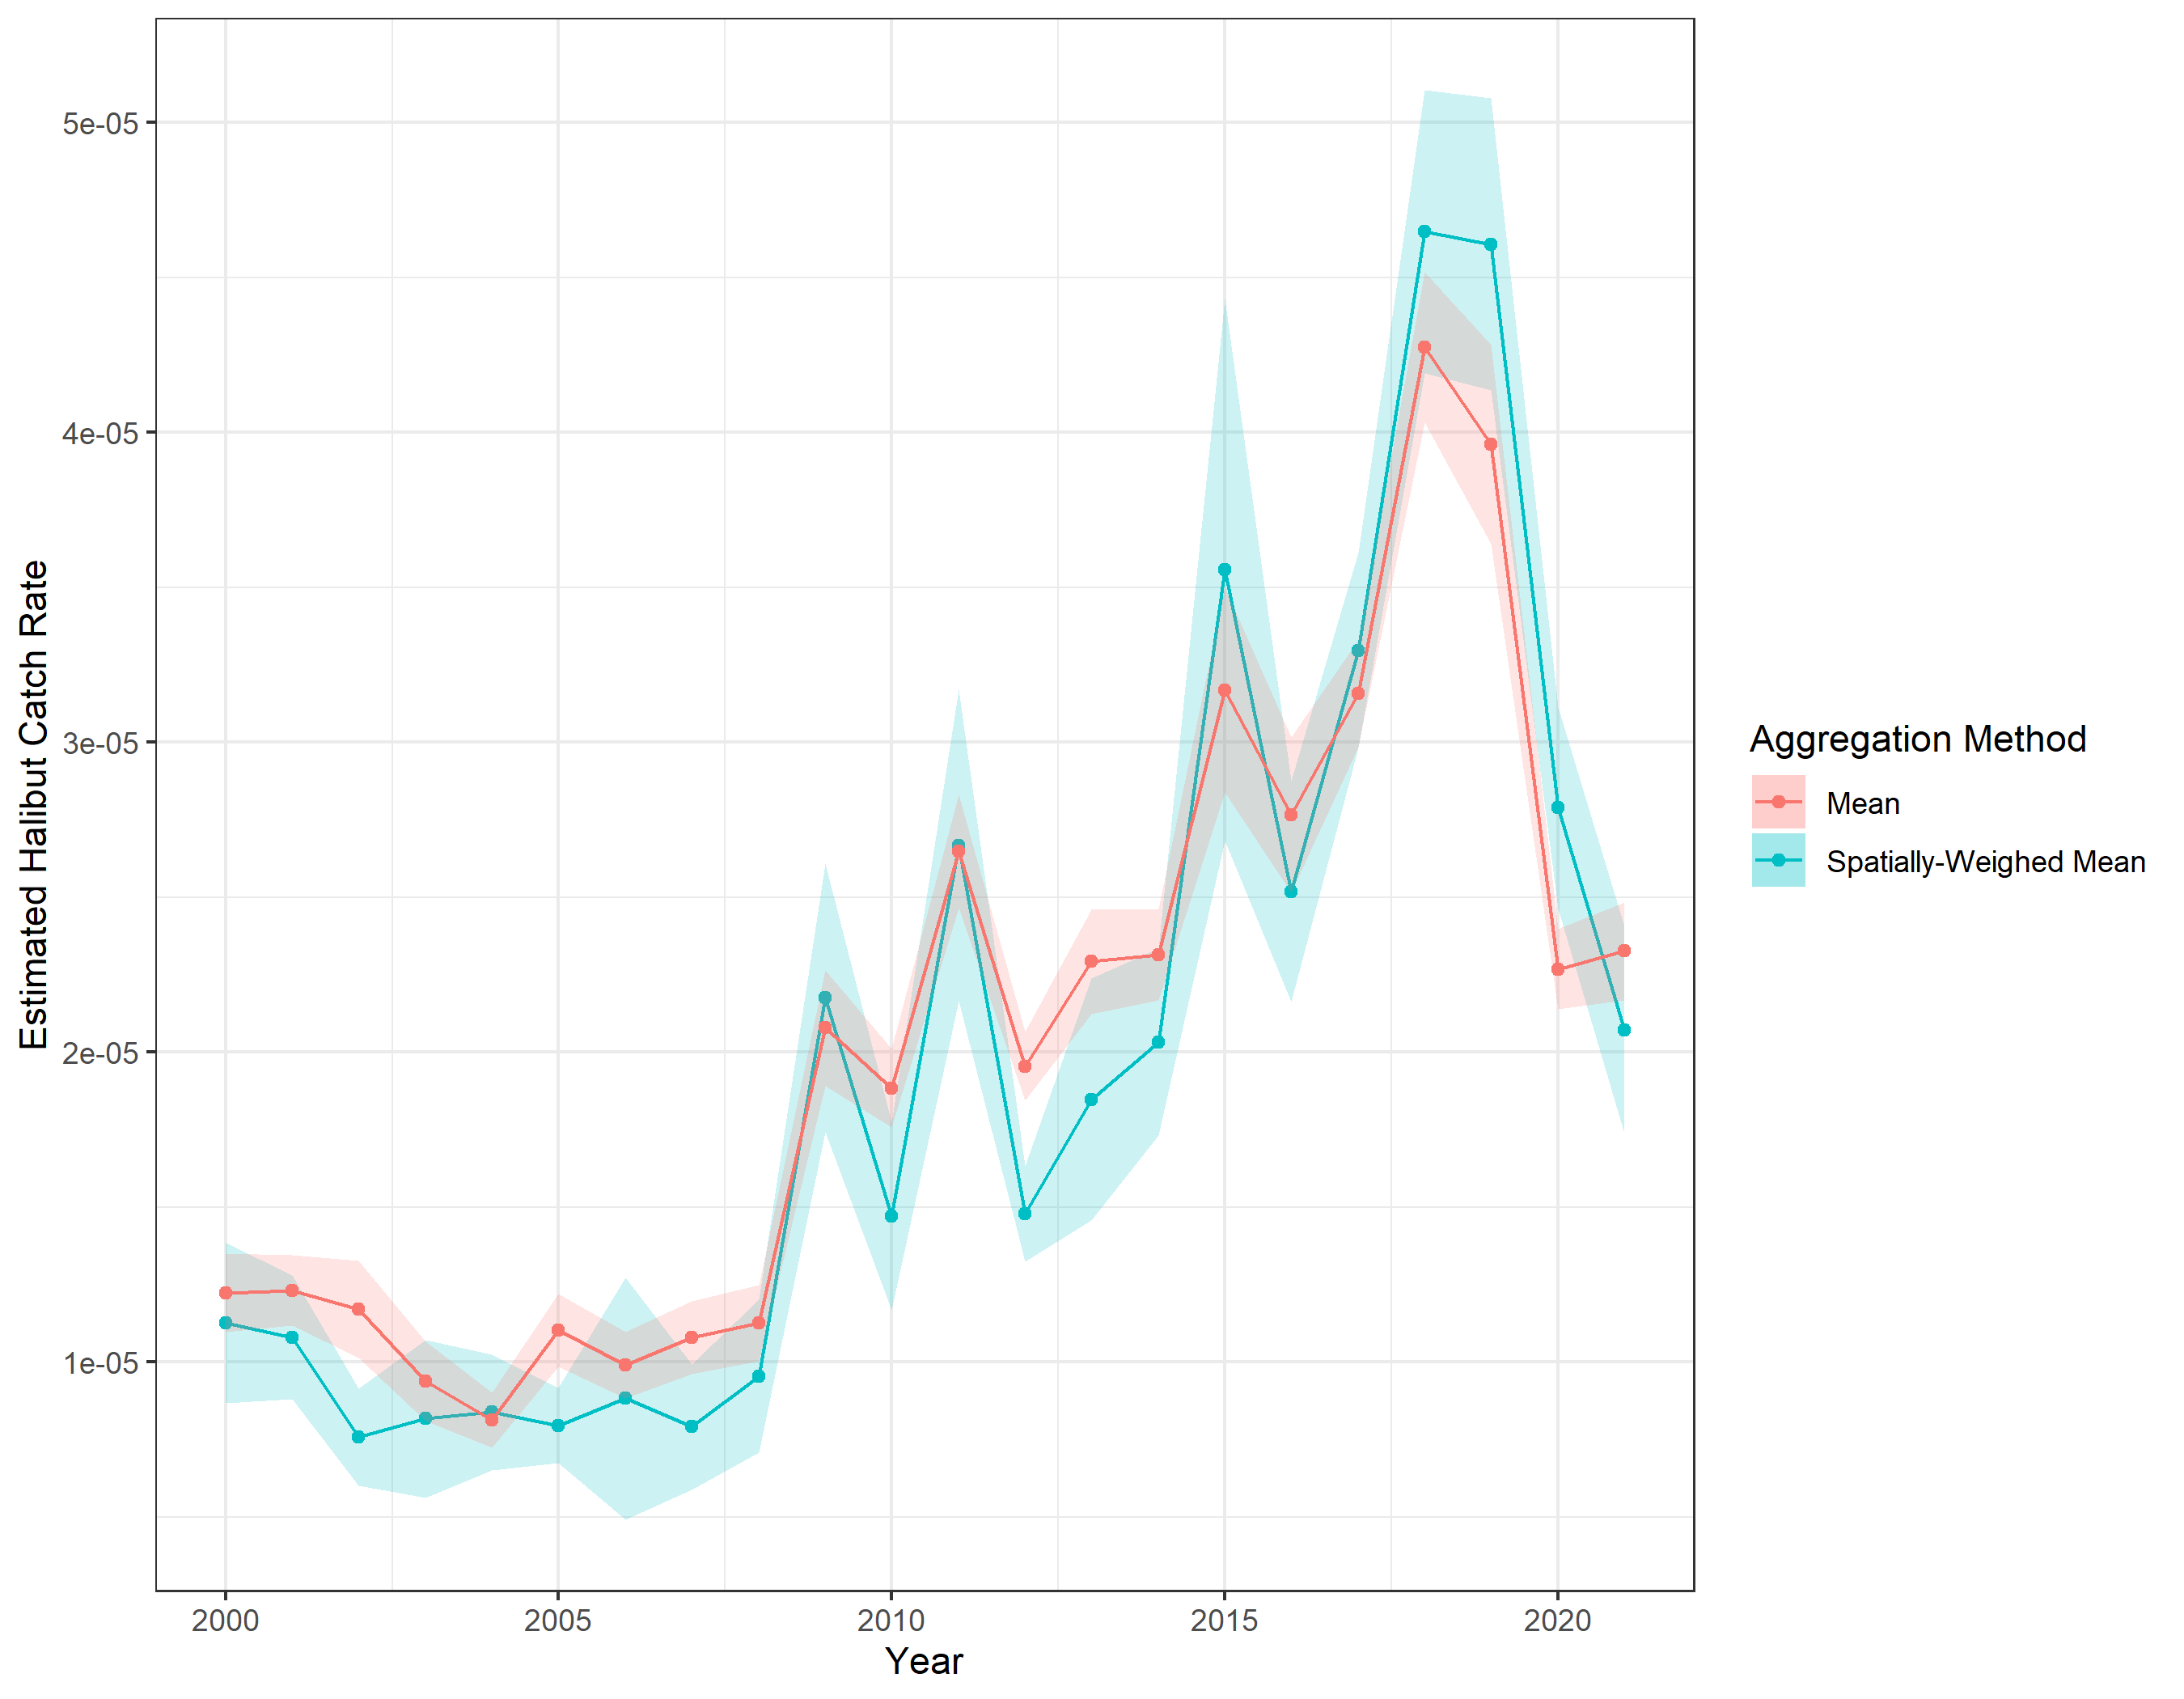 5e-05
4e-05
3e-05
2e-05
1e-05
Estimated Halibut Catch Rate
2000
2005
2010
2015
2020
Year
Aggregation Method
Mean
Spatially-Weighed Mean